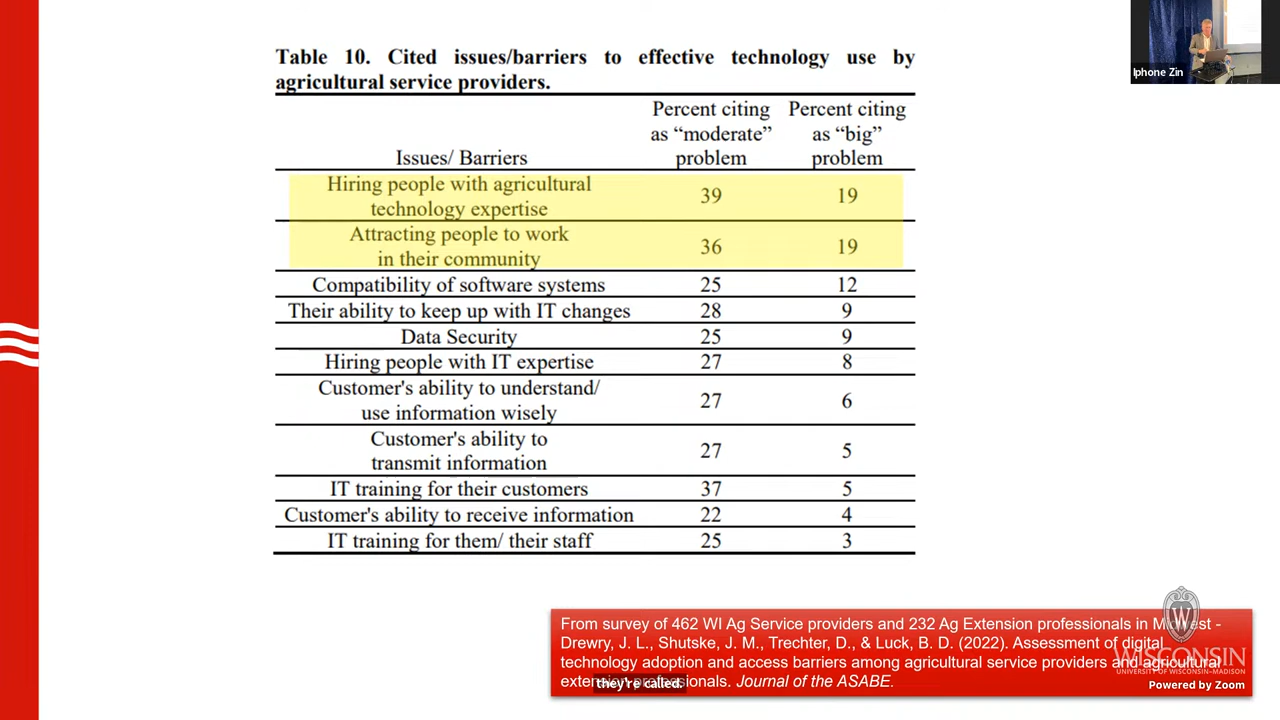 Iphone Zin
Table 10. Cited issues/barriers to effective technology use by
agricultural service providers.
Issues/ Barriers
Percent citing
as “moderate”
problem
Percent citing
as “big”
problem
Hiring people with agricultural
technology expertise
39
19
Attracting people to work
in their community
36
19
Compatibility of software systems
25
12
Their ability to keep up with IT changes
28
9
Data Security
25
9
Hiring people with IT expertise
27
8
Customer's ability to understand/
use information wisely
27
6
Customer's ability to
transmit information
27
5
IT training for their customers
37
5
Customer's ability to receive information
22
4
IT training for them/ their staff
25
3
From survey of 462 WI Ag Service providers and 232 Ag Extension professionals in Midwest -
Drewry, J. L., Shutske, J. M., Trechter, D., & Luck, B. D. (2022). Assessment of digital
technology adoption and access barriers among agricultural service providers and agricultural
extension professionals. Journal of the ASABE.
they're called.
W
WISCONSIN
UNIVERSITY OF WISCONSIN–MADISON
Powered by Zoom